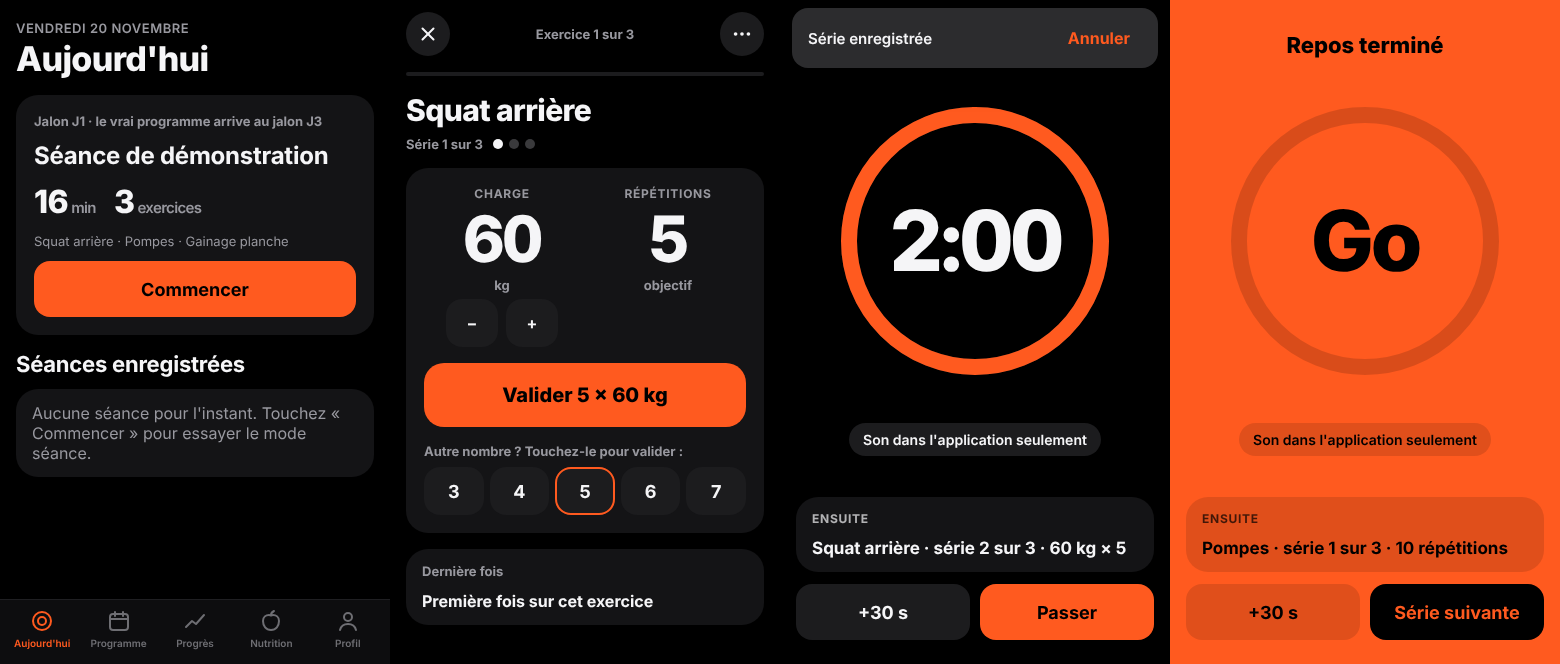 VENDREDI 20 NOVEMBRE
Aujourd'hui
Jalon J1 · le vrai programme arrive au jalon J3
Séance de démonstration
16 min 3 exercices
Squat arrière · Pompes · Gainage planche
Commencer
Séances enregistrées
Aucune séance pour l'instant. Touchez «
Commencer » pour essayer le mode
séance.
Aujourd'hui Programme Progrès Nutrition Profil
Exercice 1 sur 3
Squat arrière
Série 1 sur 3
CHARGE RÉPÉTITIONS
60 5
kg objectif
− +
Valider 5 × 60 kg
Autre nombre ? Touchez-le pour valider :
3 4 5 6 7
Dernière fois
Première fois sur cet exercice
Série enregistrée Annuler
2:00
Son dans l'application seulement
ENSUITE
Squat arrière · série 2 sur 3 · 60 kg × 5
+30 s Passer
Repos terminé
Go
Son dans l'application seulement
ENSUITE
Pompes · série 1 sur 3 · 10 répétitions
+30 s Série suivante